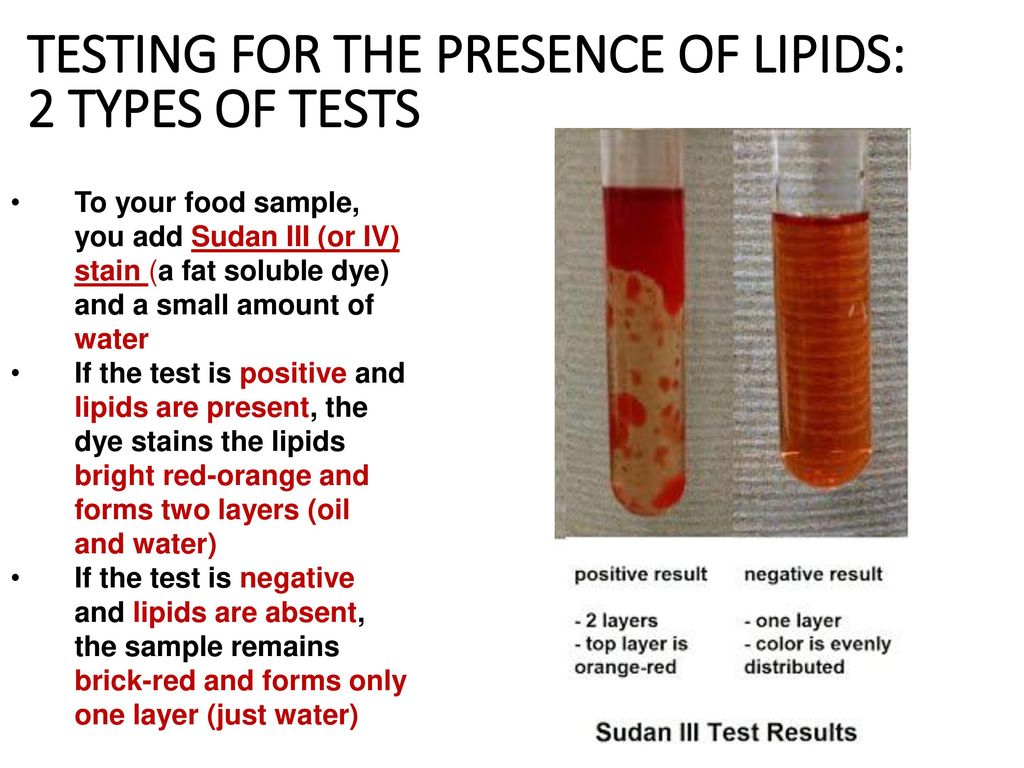 TESTING FOR THE PRESENCE OF LIPIDS:
2 TYPES OF TESTS
• To your food sample,
you add Sudan III (or IV)
stain (a fat soluble dye)
and a small amount of
water
• If the test is positive and
lipids are present, the
dye stains the lipids
bright red-orange and
forms two layers (oil
and water)
• If the test is negative
and lipids are absent,
the sample remains
brick-red and forms only
one layer (just water)
positive result
- 2 layers
- top layer is
orange-red
negative result
- one layer
- color is evenly
distributed
Sudan III Test Results